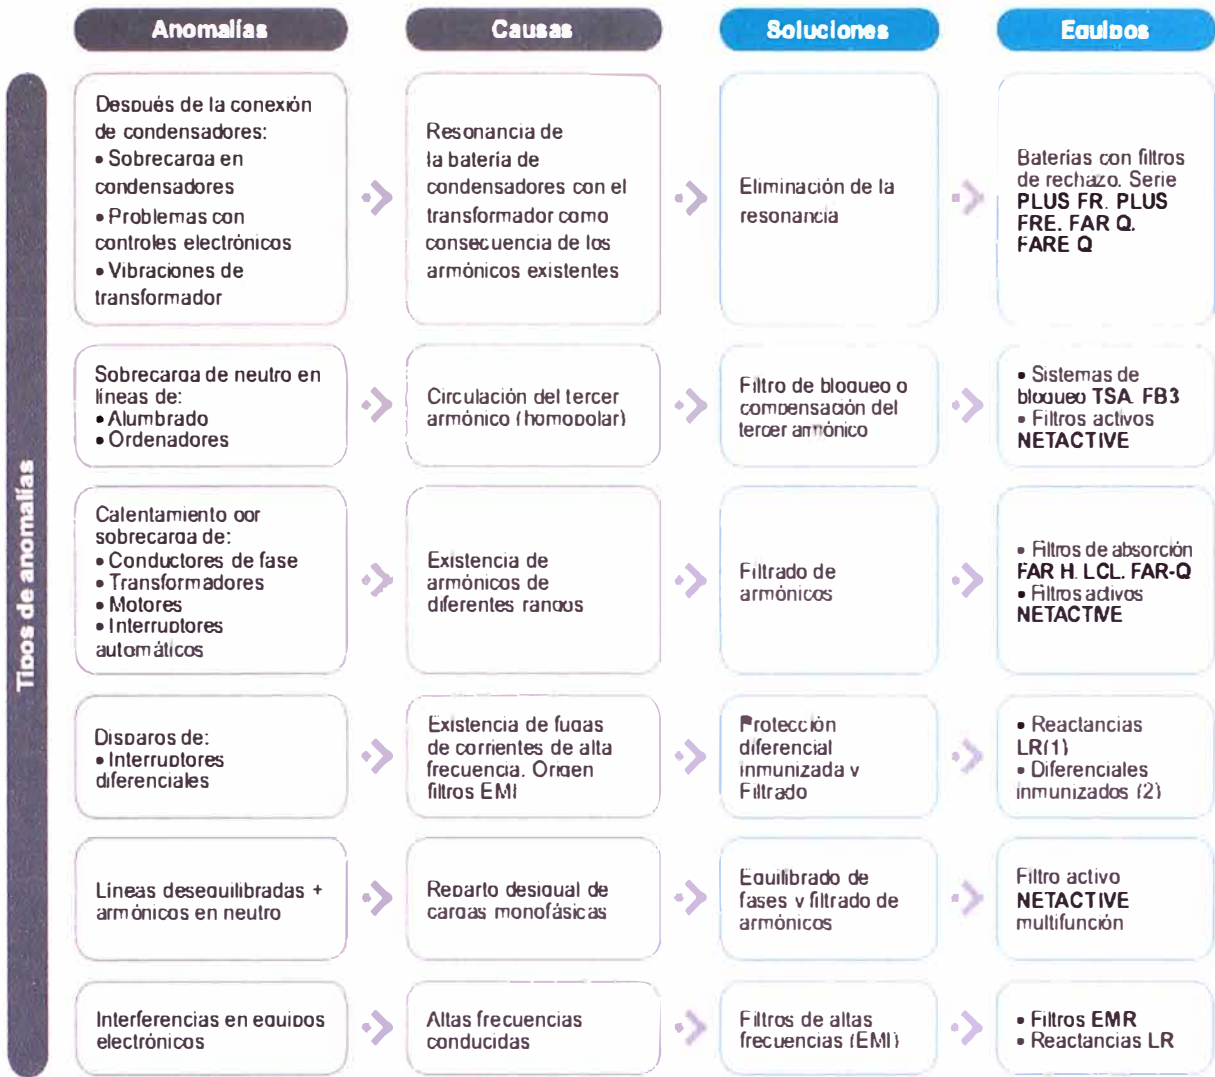 Anomalías
Causas
Soluciones
Equipos
Tipos de anomalías
Después de la conexión
de condensadores:
• Sobrecarga en
condensadores
• Problemas con
controles electrónicos
• Vibraciones de
transformador
Resonancia de
la batería de
condensadores con el
transformador como
consecuencia de los
armónicos existentes
Eliminación de la
resonancia
Baterías con filtros
de rechazo. Serie
PLUS FR, PLUS
FRE, FAR Q,
FARE Q
Sobrecarga de neutro en
líneas de:
• Alumbrado
• Ordenadores
Circulación del tercer
armónico (homopolar)
Filtro de bloqueo o
compensación del
tercer armónico
• Sistemas de
bloqueo TSA, FB3
• Filtros activos
NETACTIVE
Calentamiento por
sobrecarga de:
• Conductores de fase
• Transformadores
• Motores
• Interruptores
automáticos
Existencia de
armónicos de
diferentes rangos
Filtrado de
armónicos
• Filtros de absorción
FAR H, LCL, FAR-Q
• Filtros activos
NETACTIVE
Disparos de:
• Interruptores
diferenciales
Existencia de fugas
de corrientes de alta
frecuencia. Origen
filtros EMI
Protección
diferencial
inmunizada y
Filtrado
• Reactancias
LR(1)
• Diferenciales
inmunizados (2)
Líneas desequilibradas +
armónicos en neutro
Reparto desigual de
cargas monofásicas
Equilibrado de
fases y filtrado de
armónicos
Filtro activo
NETACTIVE
multifunción
Interferencias en equipos
electrónicos
Altas frecuencias
conducidas
Filtros de altas
frecuencias (EMI)
• Filtros EMR
• Reactancias LR